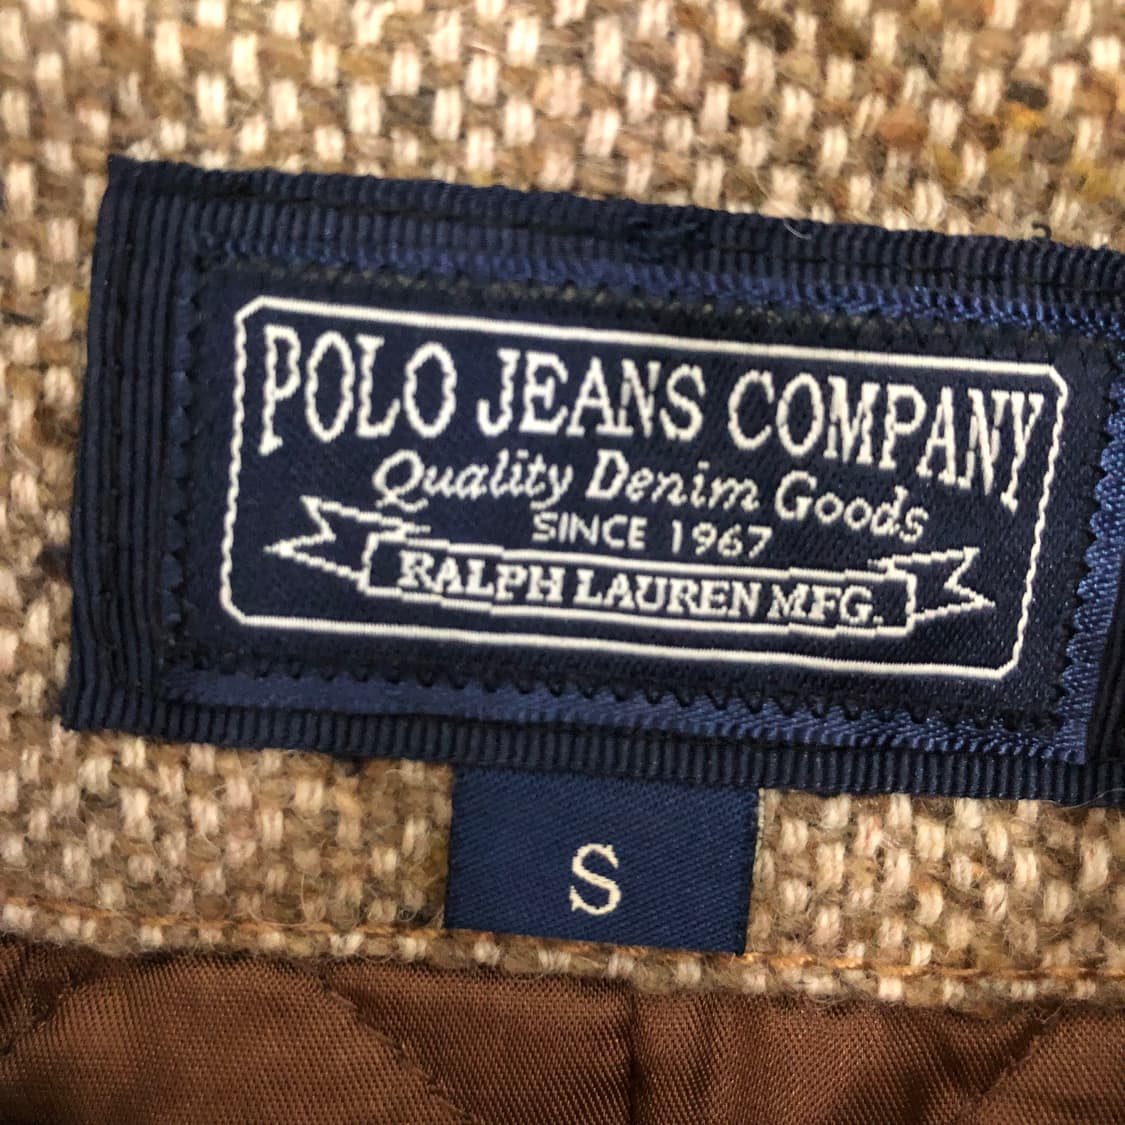 POLO JEANS COMPANY
Quality Denim Goods
SINCE 1967
RALPH LAUREN MFG.
S